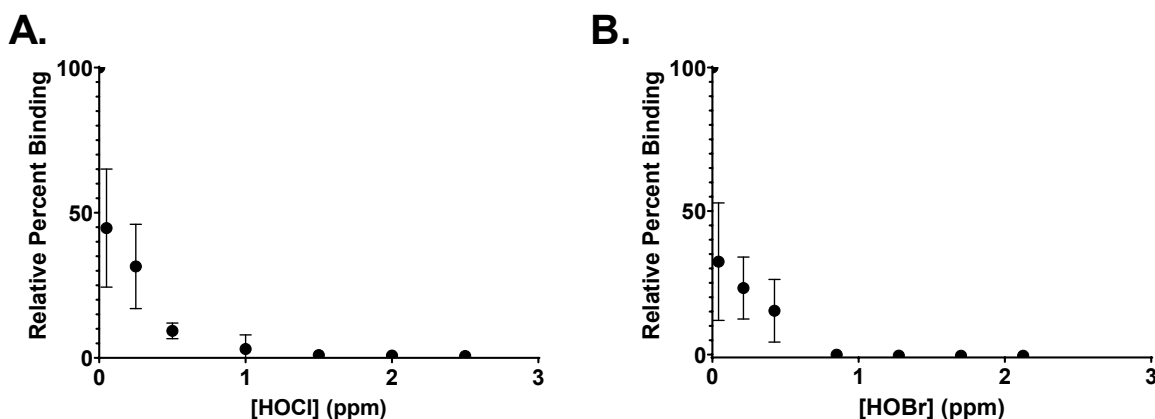 A.
Relative Percent Binding
100
50
0
0 1 2 3
[HOCl] (ppm)
B.
Relative Percent Binding
100
50
0
0 1 2 3
[HOBr] (ppm)